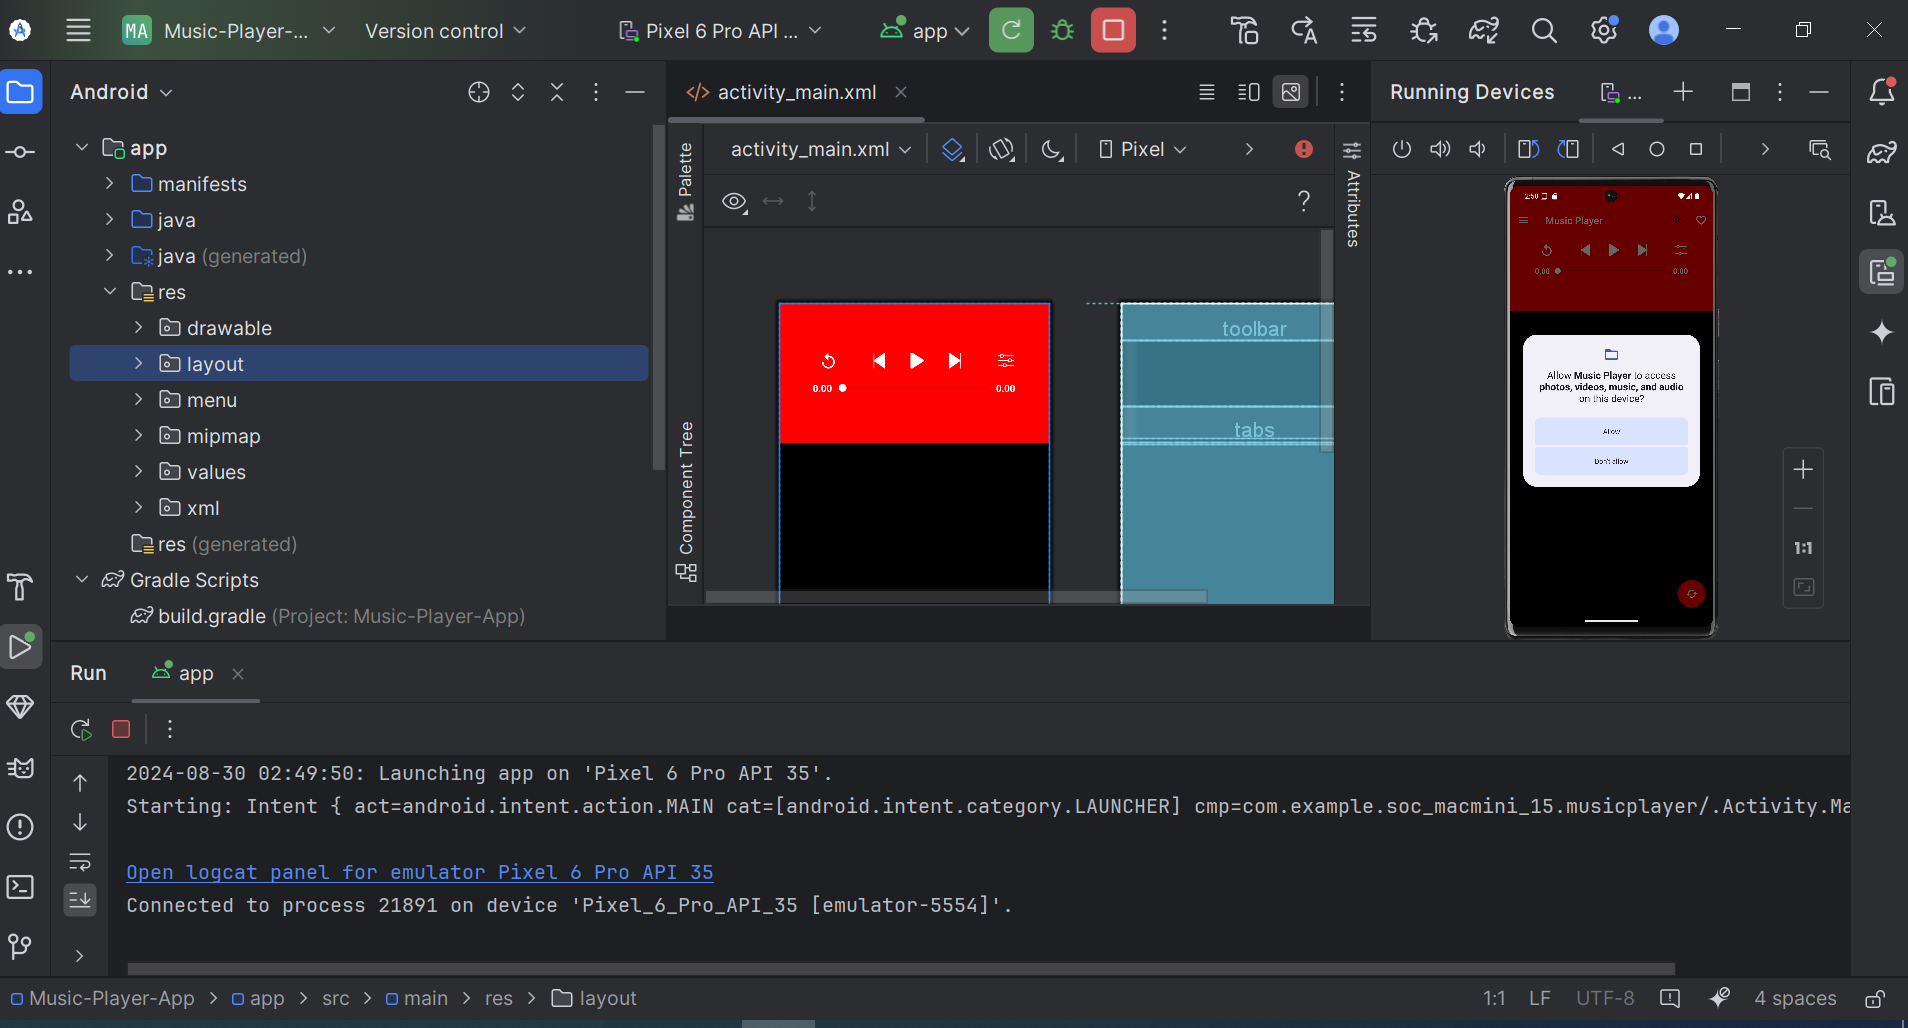 MA Music-Player-... Version control Pixel 6 Pro API ... app
Android
activity_main.xml
Running Devices ...
app
manifests
java
java (generated)
res
drawable
layout
menu
mipmap
values
xml
res (generated)
Gradle Scripts
build.gradle (Project: Music-Player-App)
Palette
Component Tree
activity_main.xml Pixel
?
Attributes
0.00 0.00
toolbar
tabs
2:50
Music Player
0.00 0.00
Allow Music Player to access
photos, videos, music, and audio
on this device?
Allow
Don't allow
1:1
Run app
2024-08-30 02:49:50: Launching app on 'Pixel 6 Pro API 35'.
Starting: Intent { act=android.intent.action.MAIN cat=[android.intent.category.LAUNCHER] cmp=com.example.soc_macmini_15.musicplayer/.Activity.Ma
Open logcat panel for emulator Pixel 6 Pro API 35
Connected to process 21891 on device 'Pixel_6_Pro_API_35 [emulator-5554]'.
Music-Player-App > app > src > main > res > layout
1:1 LF UTF-8 4 spaces